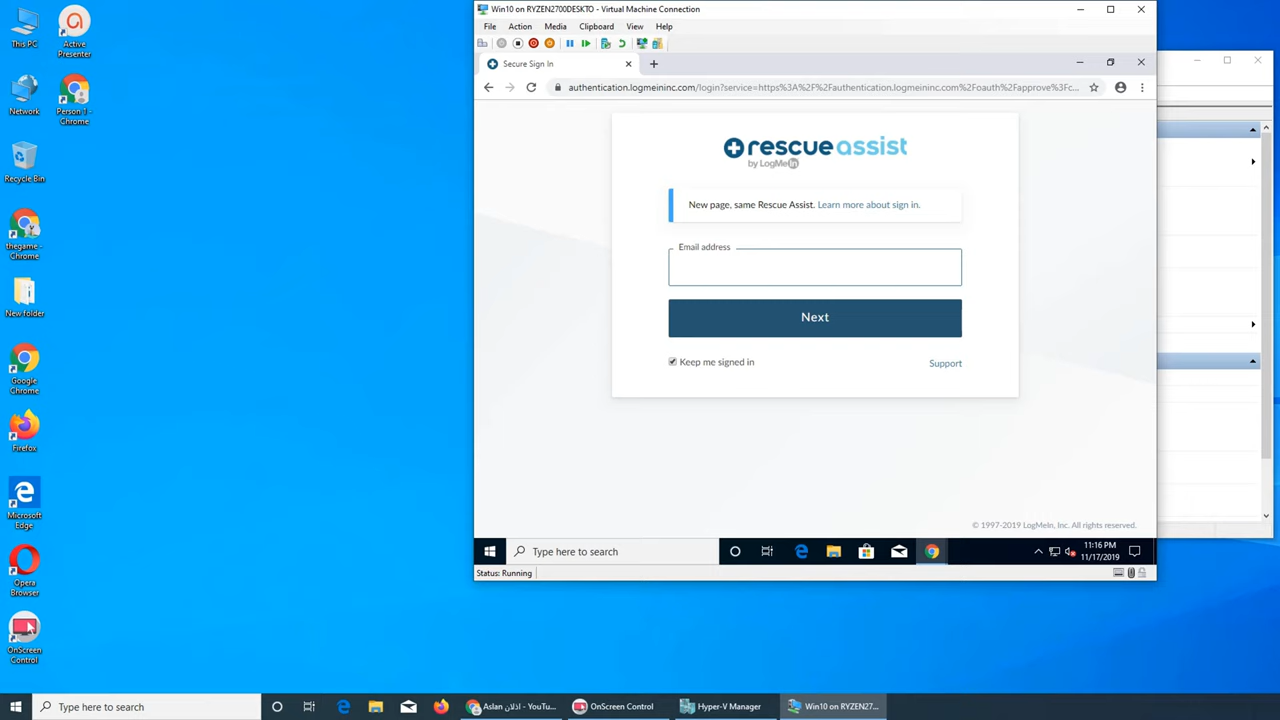 This PC
Active
Presenter
Network
Person 1 -
Chrome
Recycle Bin
thegame -
Chrome
New folder
Google
Chrome
Firefox
Microsoft
Edge
Opera
Browser
OnScreen
Control
Win10 on RYZEN2700DESKTO - Virtual Machine Connection
File Action Media Clipboard View Help
Secure Sign In
authentication.logmeininc.com/login?service=https%3A%2F%2Fauthentication.logmeininc.com%2Foauth%2Fapprove%3Fc...
rescueassist
by LogMeIn
New page, same Rescue Assist. Learn more about sign in.
Email address
Next
Keep me signed in
Support
© 1997-2019 LogMeIn, Inc. All rights reserved.
Type here to search
11:16 PM
11/17/2019
Status: Running
Type here to search
Aslan - اذلان - YouTu...
OnScreen Control
Hyper-V Manager
Win10 on RYZEN27...